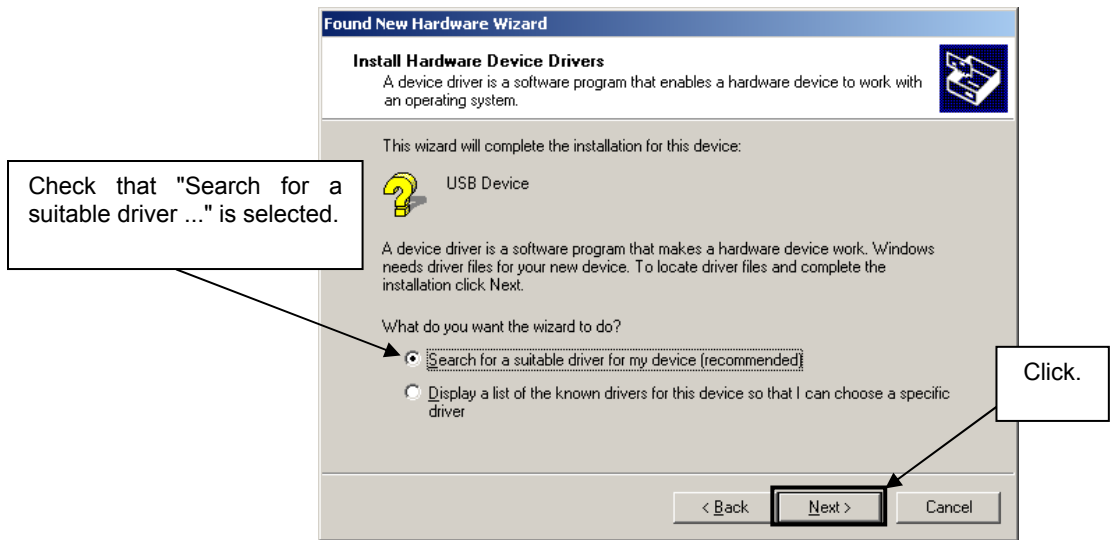 Found New Hardware Wizard
Install Hardware Device Drivers
A device driver is a software program that enables a hardware device to work with
an operating system.
This wizard will complete the installation for this device:
USB Device
Check that "Search for a
suitable driver ..." is selected.
A device driver is a software program that makes a hardware device work. Windows
needs driver files for your new device. To locate driver files and complete the
installation click Next.
What do you want the wizard to do?
Search for a suitable driver for my device (recommended)
Click.
Display a list of the known drivers for this device so that I can choose a specific
driver
< Back
Next >
Cancel